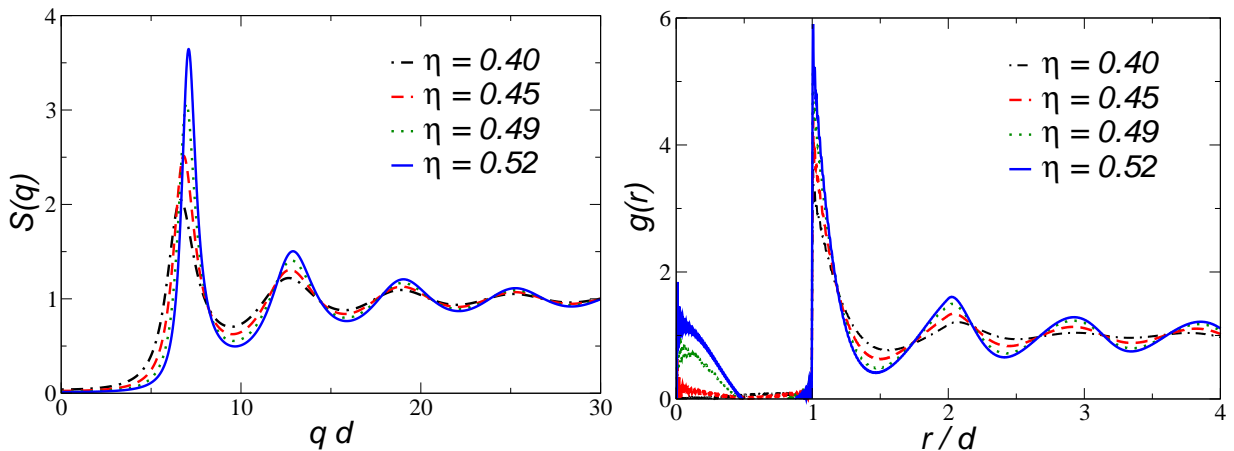 4
3
2
1
0
S(q)
η = 0.40
η = 0.45
η = 0.49
η = 0.52
0
10
20
30
q d
6
4
2
0
g(r)
η = 0.40
η = 0.45
η = 0.49
η = 0.52
0
1
2
3
4
r / d